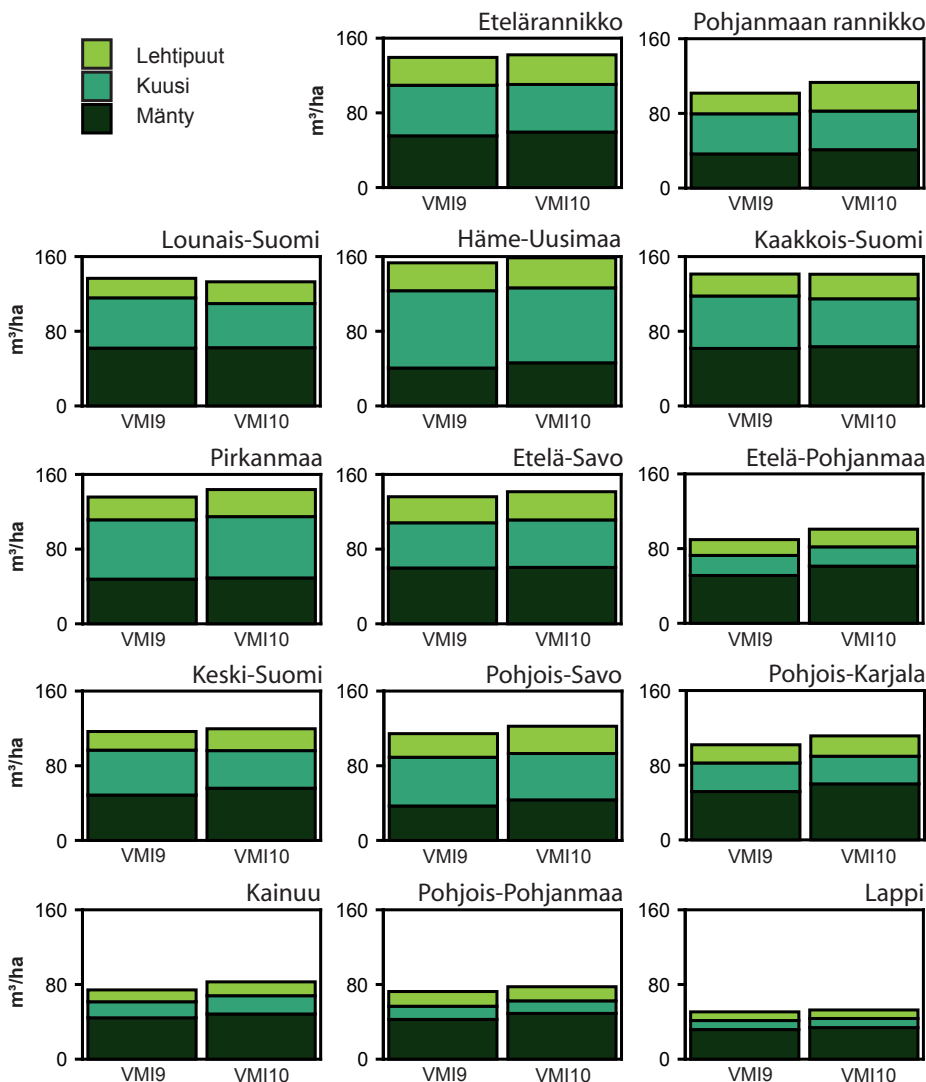 Lehtipuut
Kuusi
Mänty
Etelärannikko
Pohjanmaan rannikko
m³/ha
160
80
0
VMI9 VMI10
160
80
0
VMI9 VMI10
Lounais-Suomi
Häme-Uusimaa
Kaakkois-Suomi
m³/ha
160
80
0
VMI9 VMI10
160
80
0
VMI9 VMI10
160
80
0
VMI9 VMI10
Pirkanmaa
Etelä-Savo
Etelä-Pohjanmaa
m³/ha
160
80
0
VMI9 VMI10
160
80
0
VMI9 VMI10
160
80
0
VMI9 VMI10
Keski-Suomi
Pohjois-Savo
Pohjois-Karjala
m³/ha
160
80
0
VMI9 VMI10
160
80
0
VMI9 VMI10
160
80
0
VMI9 VMI10
Kainuu
Pohjois-Pohjanmaa
Lappi
m³/ha
160
80
0
VMI9 VMI10
160
80
0
VMI9 VMI10
160
80
0
VMI9 VMI10